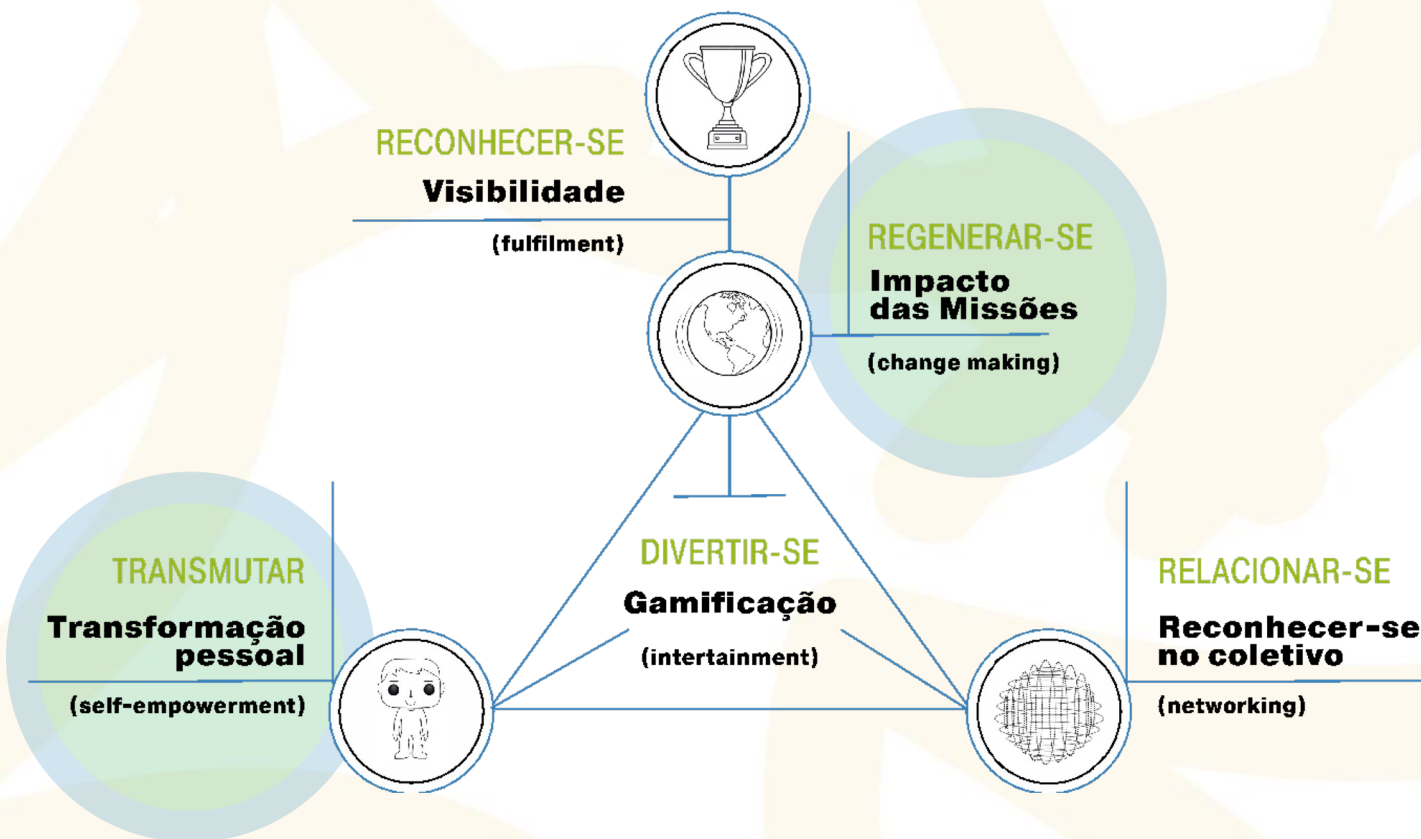 RECONHECER-SE
Visibilidade
(fulfilment)
REGENERAR-SE
Impacto
das Missões
(change making)
TRANSMUTAR
Transformação
pessoal
(self-empowerment)
DIVERTIR-SE
Gamificação
(intertainment)
RELACIONAR-SE
Reconhecer-se
no coletivo
(networking)